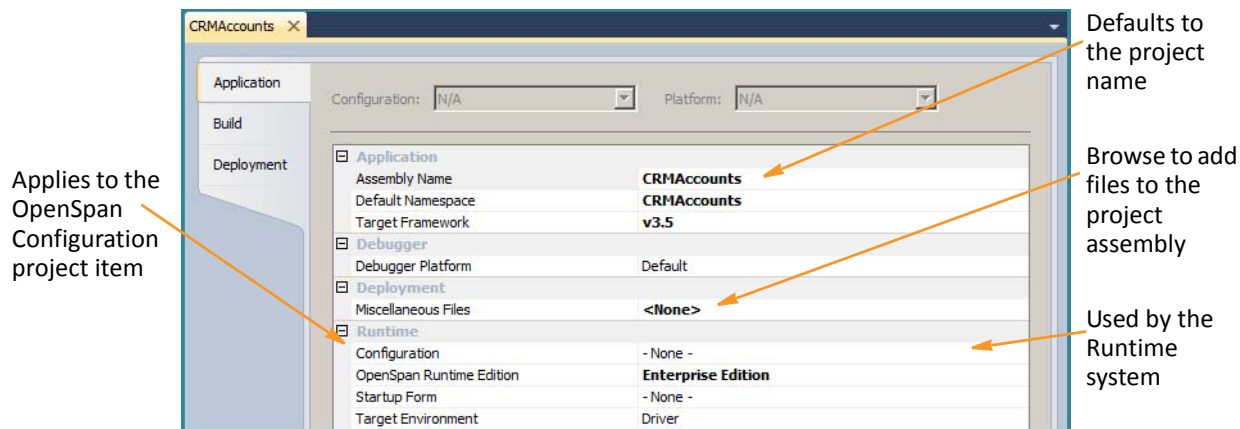 CRMAccounts
Application
Build
Deployment
Configuration: N/A Platform: N/A
Application
Assembly Name CRMAccounts
Default Namespace CRMAccounts
Target Framework v3.5
Debugger
Debugger Platform Default
Deployment
Miscellaneous Files <None>
Runtime
Configuration - None -
OpenSpan Runtime Edition Enterprise Edition
Startup Form - None -
Target Environment Driver
Applies to the
OpenSpan
Configuration
project item
Defaults to
the project
name
Browse to add
files to the
project
assembly
Used by the
Runtime
system